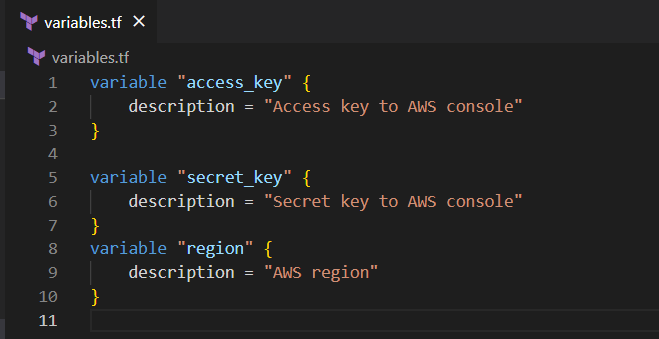 variables.tf ×
variables.tf
1 variable "access_key" {
2     description = "Access key to AWS console"
3 }
4
5 variable "secret_key" {
6     description = "Secret key to AWS console"
7 }
8 variable "region" {
9     description = "AWS region"
10 }
11